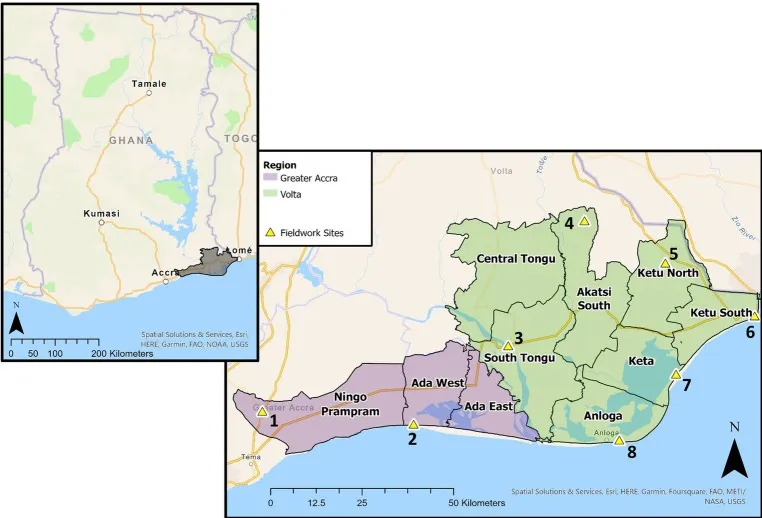 Tamale
GHANA
TOGO
Kumasi
Lomé
Accra
N
Spatial Solutions & Services, Esri,
HERE, Garmin, FAO, NOAA, USGS
0 50 100 200 Kilometers
Region
Greater Accra
Volta
Fieldwork Sites
Volta
Towe
Zio River
4
5
Central Tongu
Ketu North
Akatsi
South
Ketu South
6
3
South Tongu
Keta
7
Ada West
Ningo
Prampram
Greater Accra
1
Ada East
Anloga
Anloga
2
8
N
Tema
0 12.5 25 50 Kilometers
Spatial Solutions & Services, Esri, HERE, Garmin, Foursquare, FAO, METI/
NASA, USGS